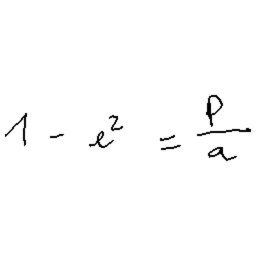 1 - e² = P/a